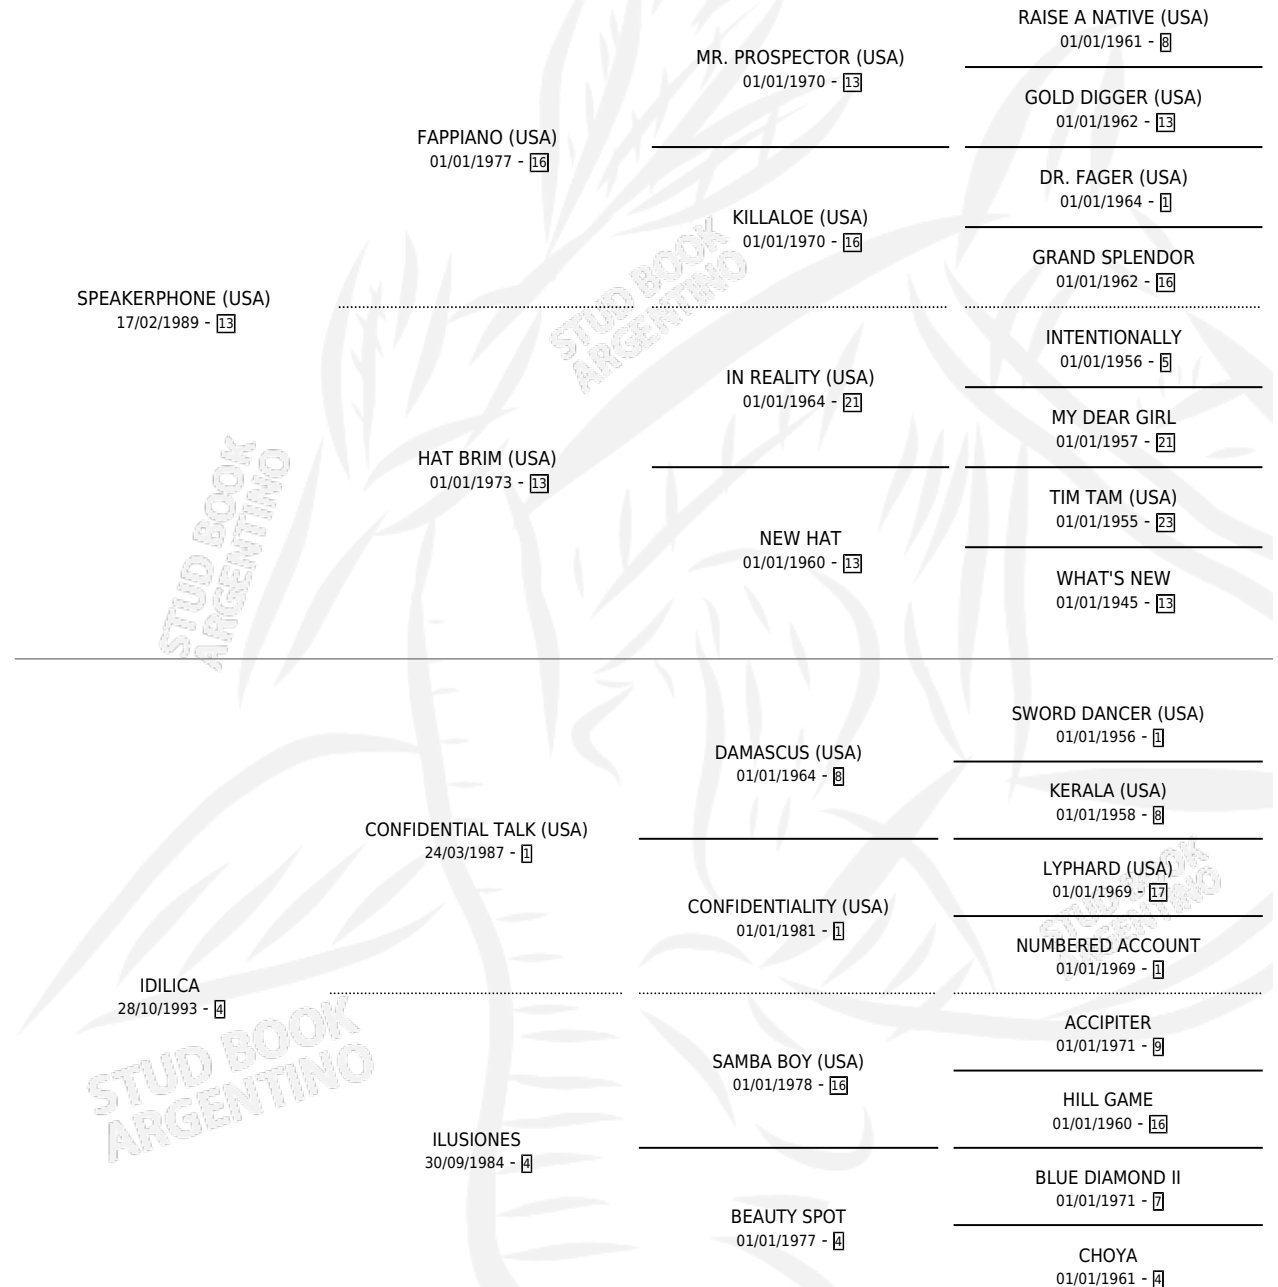 RAISE A NATIVE (USA)
01/01/1961 - 8
MR. PROSPECTOR (USA)
01/01/1970 - 13
GOLD DIGGER (USA)
01/01/1962 - 13
FAPPIANO (USA)
01/01/1977 - 16
DR. FAGER (USA)
01/01/1964 - 1
KILLALOE (USA)
01/01/1970 - 16
GRAND SPLENDOR
01/01/1962 - 16
SPEAKERPHONE (USA)
17/02/1989 - 13
INTENTIONALLY
01/01/1956 - 5
IN REALITY (USA)
01/01/1964 - 21
MY DEAR GIRL
01/01/1957 - 21
HAT BRIM (USA)
01/01/1973 - 13
TIM TAM (USA)
01/01/1955 - 23
NEW HAT
01/01/1960 - 13
WHAT'S NEW
01/01/1945 - 13
SWORD DANCER (USA)
01/01/1956 - 1
DAMASCUS (USA)
01/01/1964 - 8
KERALA (USA)
01/01/1958 - 8
CONFIDENTIAL TALK (USA)
24/03/1987 - 1
LYPHARD (USA)
01/01/1969 - 17
CONFIDENTIALITY (USA)
01/01/1981 - 1
NUMBERED ACCOUNT
01/01/1969 - 1
IDILICA
28/10/1993 - 4
ACCIPITER
01/01/1971 - 9
SAMBA BOY (USA)
01/01/1978 - 16
HILL GAME
01/01/1960 - 16
ILUSIONES
30/09/1984 - 4
BLUE DIAMOND II
01/01/1971 - 7
BEAUTY SPOT
01/01/1977 - 4
CHOYA
01/01/1961 - 4
STUD BOOK
ARGENTINO
STUD BOOK
ARGENTINO
STUD BOOK
ARGENTINO
STUD BOOK
ARGENTINO